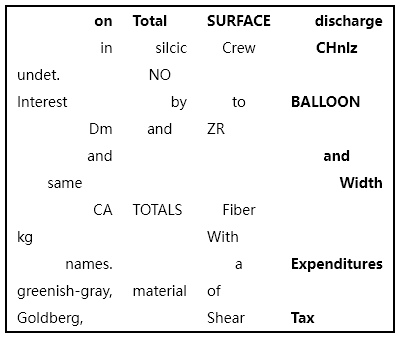 on Total SURFACE discharge
in silcic Crew CHnlz
undet. NO
Interest by to BALLOON
Dm and ZR
and and
same Width
CA TOTALS Fiber
kg With
names. a Expenditures
greenish-gray, material of
Goldberg, Shear Tax